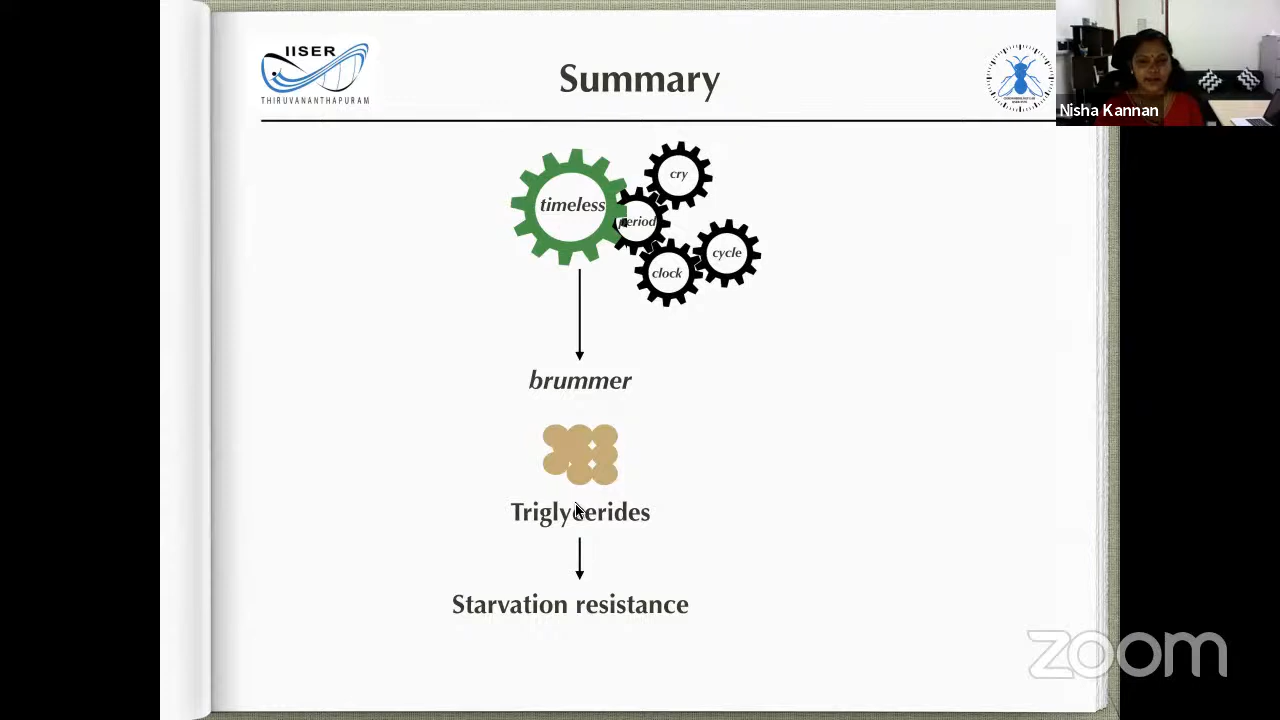 IISER
THIRUVANANTHAPURAM
Summary
Nisha Kannan
timeless
cry
period
cycle
clock
brummer
Triglycerides
Starvation resistance
zoom